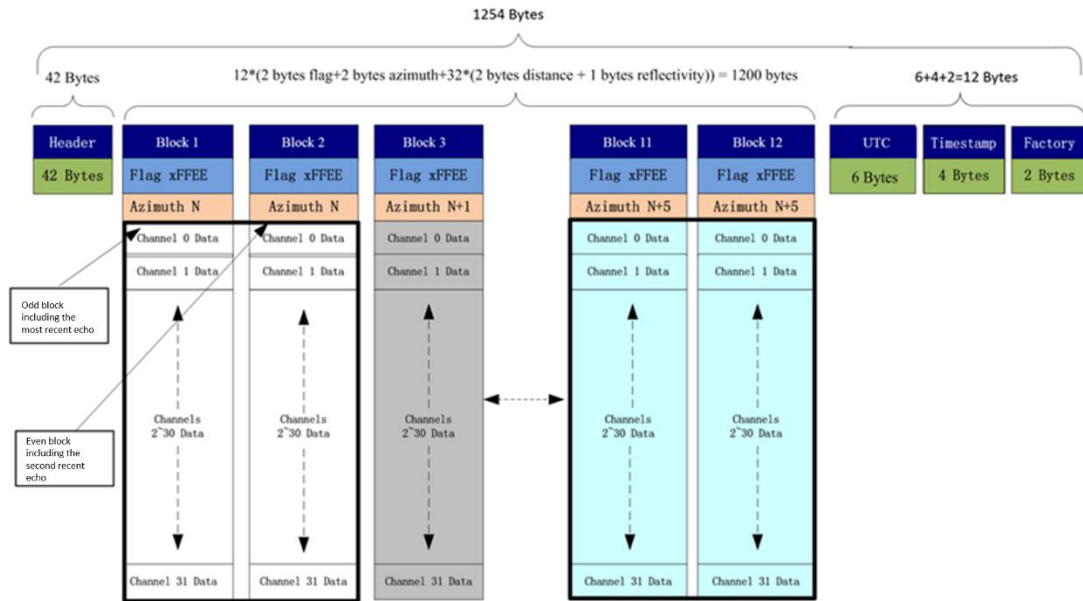 1254 Bytes
42 Bytes
12*(2 bytes flag+2 bytes azimuth+32*(2 bytes distance + 1 bytes reflectivity)) = 1200 bytes
6+4+2=12 Bytes
Header
42 Bytes
Block 1
Flag xFFEE
Azimuth N
Channel 0 Data
Channel 1 Data
Channels
2~30 Data
Channel 31 Data
Block 2
Flag xFFEE
Azimuth N
Channel 0 Data
Channel 1 Data
Channels
2~30 Data
Channel 31 Data
Block 3
Flag xFFEE
Azimuth N+1
Channel 0 Data
Channel 1 Data
Channels
2~30 Data
Channel 31 Data
Block 11
Flag xFFEE
Azimuth N+5
Channel 0 Data
Channel 1 Data
Channels
2~30 Data
Channel 31 Data
Block 12
Flag xFFEE
Azimuth N+5
Channel 0 Data
Channel 1 Data
Channels
2~30 Data
Channel 31 Data
UTC
6 Bytes
Timestamp
4 Bytes
Factory
2 Bytes
Odd block
including the
most recent echo
Even block
including the
second recent
echo